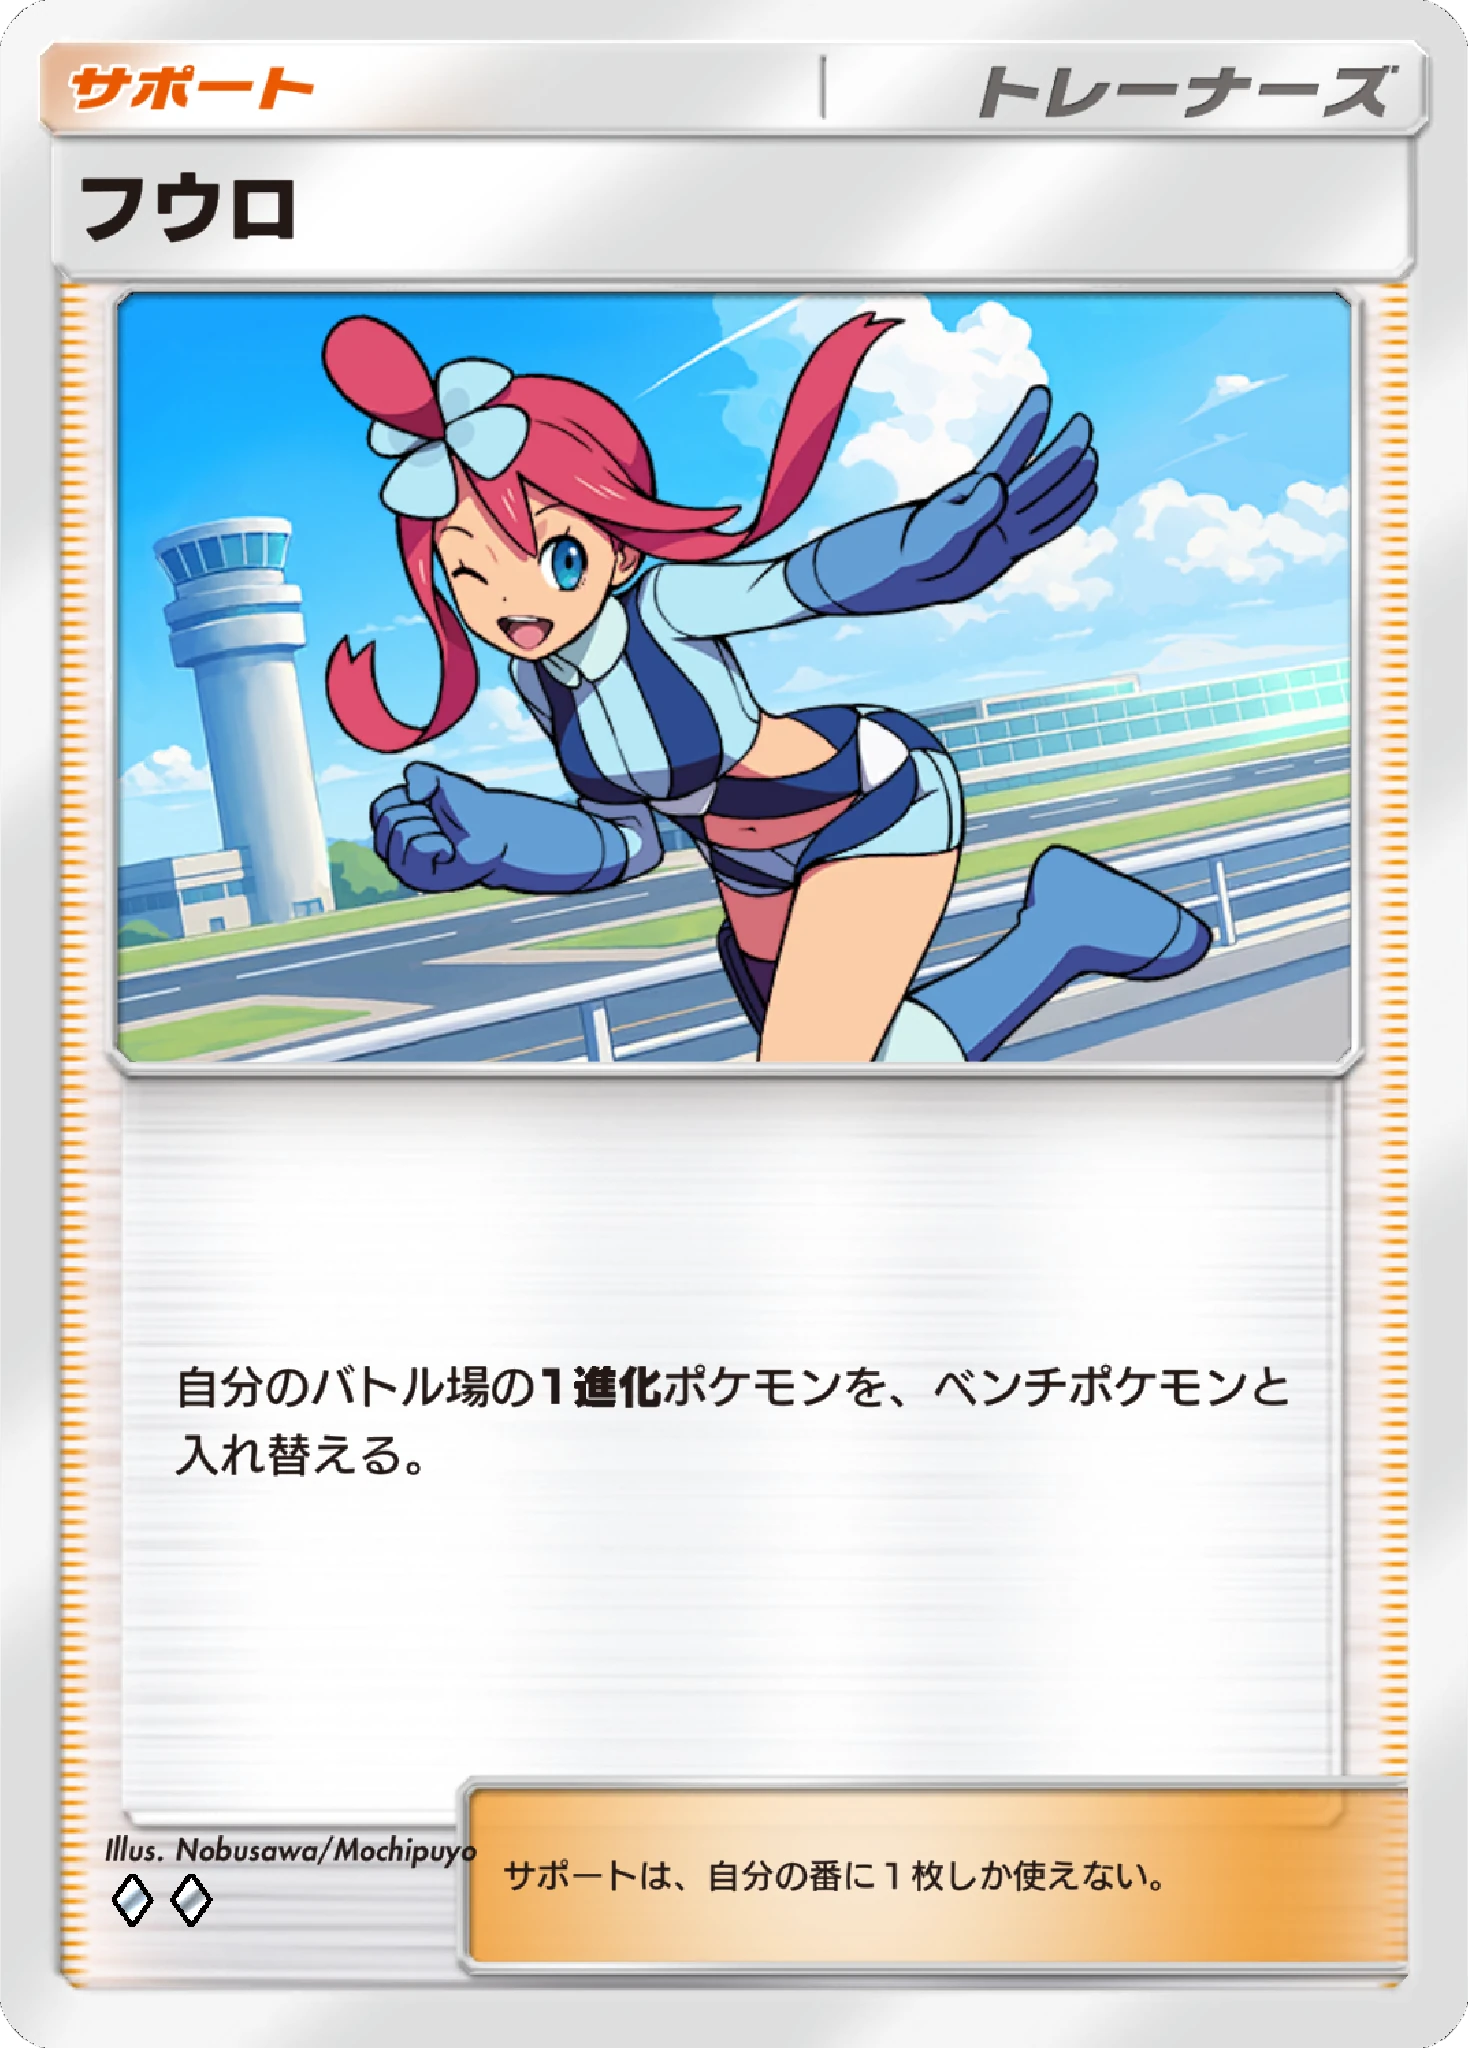 サポート
トレーナーズ
フウロ
自分のバトル場の1進化ポケモンを、ベンチポケモンと
入れ替える。
Illus. Nobusawa/Mochipuyo
サポートは、自分の番に1枚しか使えない。